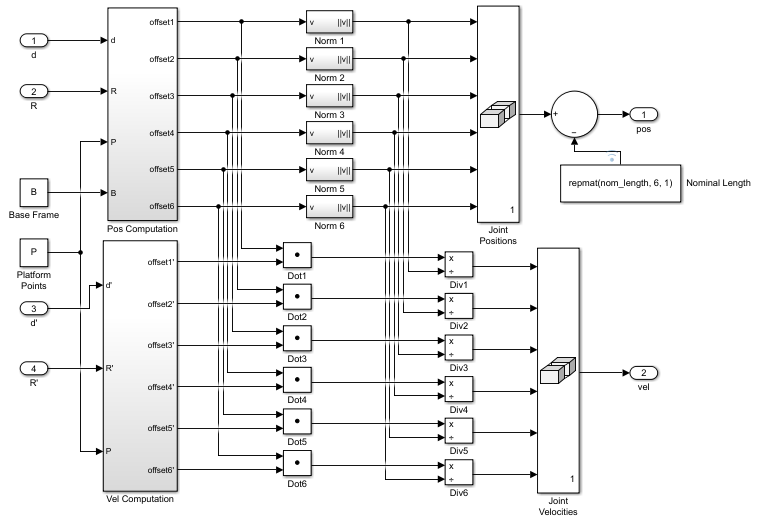 1
d
2
R
B
Base Frame
P
Platform
Points
3
d'
4
R'
d
R
P
B
offset1
offset2
offset3
offset4
offset5
offset6
Pos Computation
d'
R'
P
offset1'
offset2'
offset3'
offset4'
offset5'
offset6'
Vel Computation
v ||v||
Norm 1
v ||v||
Norm 2
v ||v||
Norm 3
v ||v||
Norm 4
v ||v||
Norm 5
v ||v||
Norm 6
Dot1
Dot2
Dot3
Dot4
Dot5
Dot6
x
÷
Div1
x
÷
Div2
x
÷
Div3
x
÷
Div4
x
÷
Div5
x
÷
Div6
1
Joint
Positions
+
−
1
pos
repmat(nom_length, 6, 1)
Nominal Length
1
Joint
Velocities
2
vel